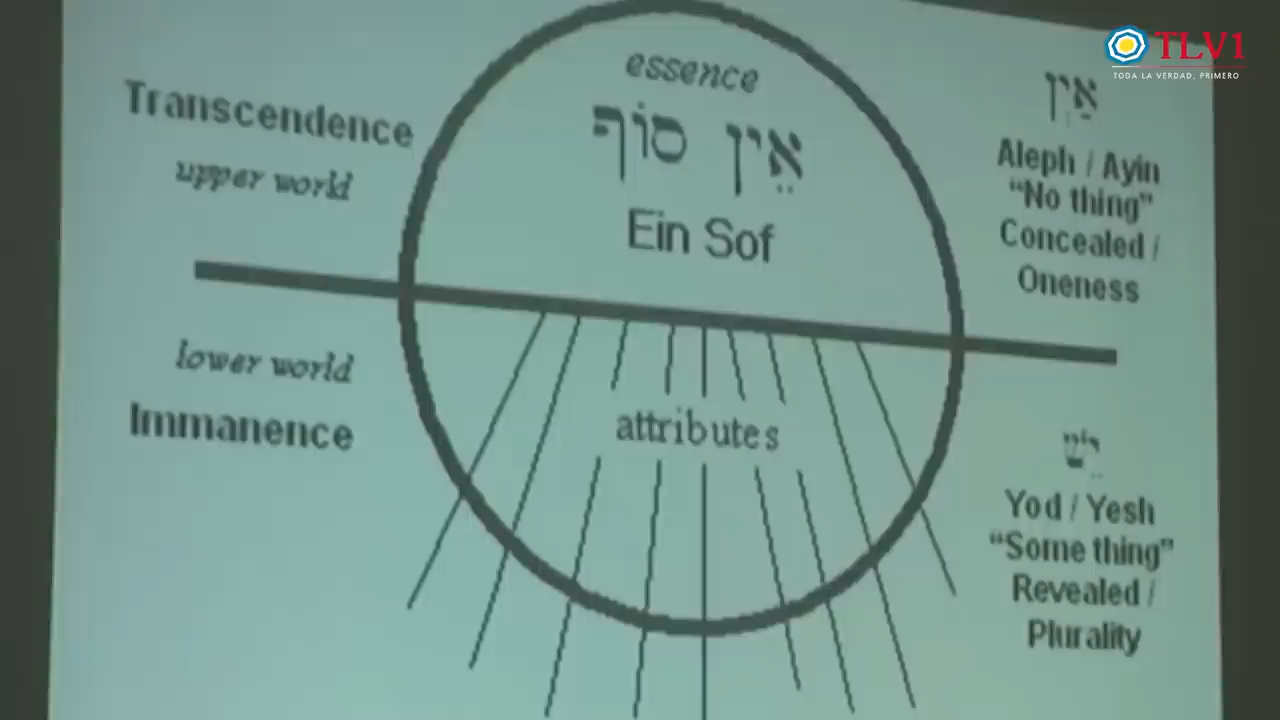 TLV1
TODA LA VERDAD, PRIMERO
essence
אֵין סוֹף
Ein Sof
Transcendence
upper world
אַיִן
Aleph / Ayin
“No thing”
Concealed /
Oneness
lower world
Immanence
attributes
יֵשׁ
Yod / Yesh
“Some thing”
Revealed /
Plurality